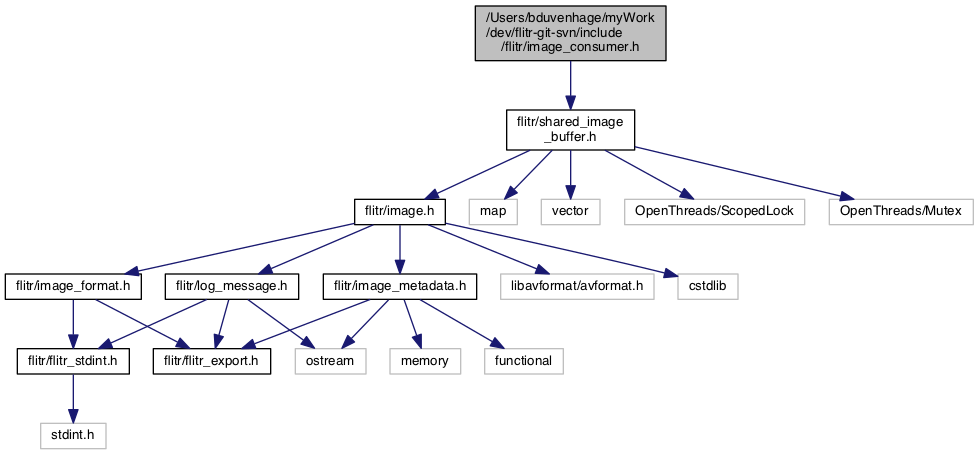 /Users/bduvenhage/myWork
/dev/flitr-git-svn/include
/flitr/image_consumer.h
flitr/shared_image
_buffer.h
flitr/image.h
map
vector
OpenThreads/ScopedLock
OpenThreads/Mutex
flitr/image_format.h
flitr/log_message.h
flitr/image_metadata.h
libavformat/avformat.h
cstdlib
flitr/flitr_stdint.h
flitr/flitr_export.h
ostream
memory
functional
stdint.h